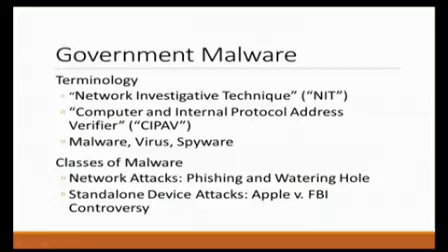 Government Malware
Terminology
"Network Investigative Technique" ("NIT")
"Computer and Internal Protocol Address
Verifier" ("CIPAV")
Malware, Virus, Spyware
Classes of Malware
Network Attacks: Phishing and Watering Hole
Standalone Device Attacks: Apple v. FBI
Controversy